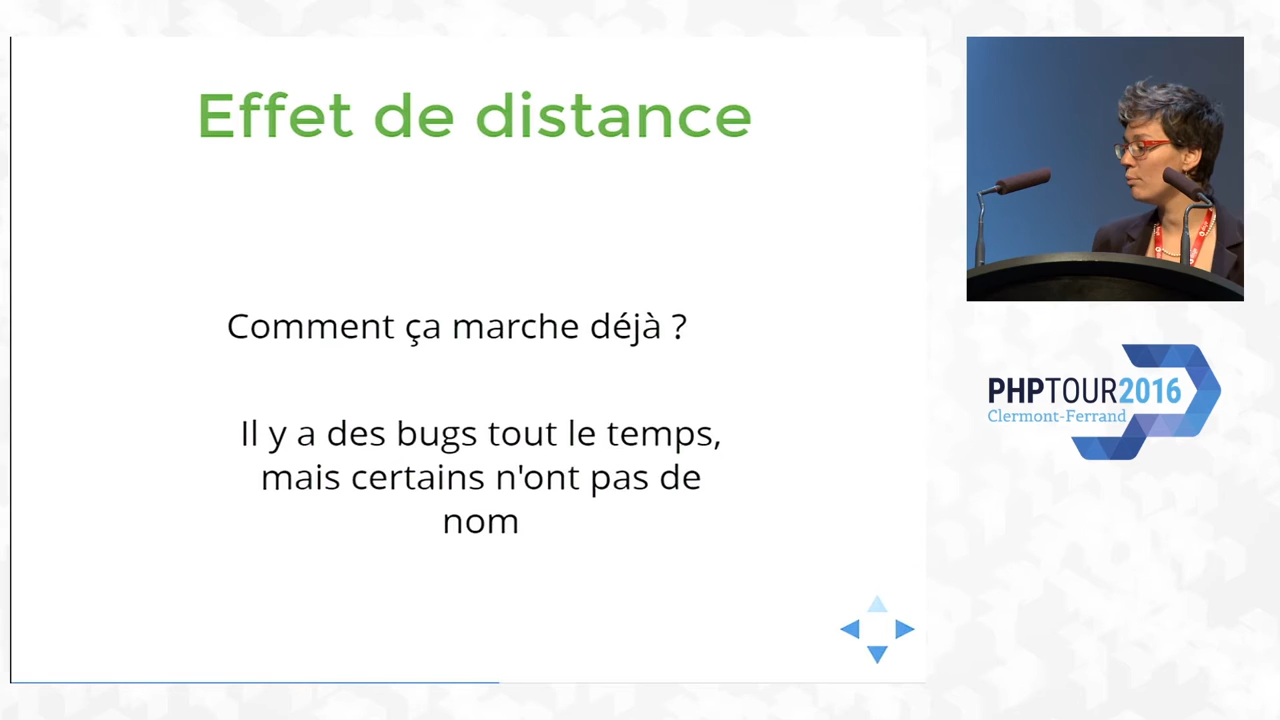 Effet de distance
Comment ça marche déjà ?
Il y a des bugs tout le temps,
mais certains n'ont pas de
nom
PHPTOUR2016
Clermont-Ferrand